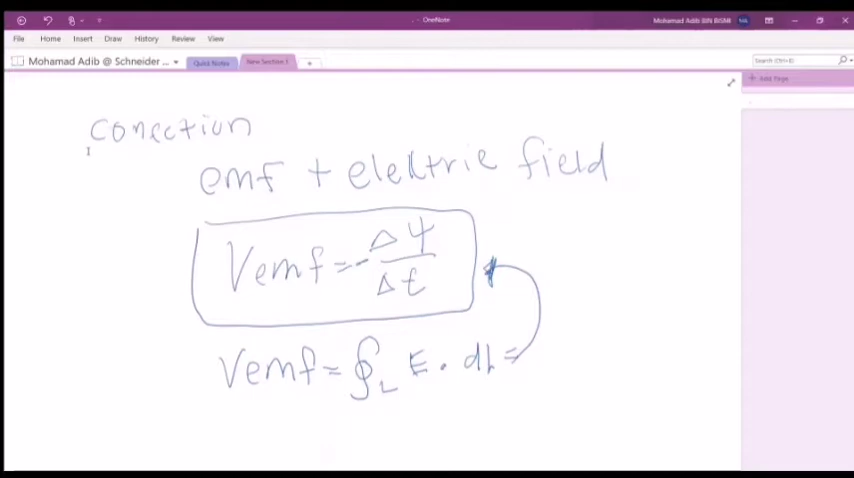 OneNote
Mohamad Adib BIN BISNI
File Home Insert Draw History Review View
Mohamad Adib @ Schneider ... Quick Notes New Section 1 +
Search (Ctrl+E)
+ Add Page
conection
emf + elektric field
Vemf = - Δψ/Δt
Vemf = ∮L E . dL =